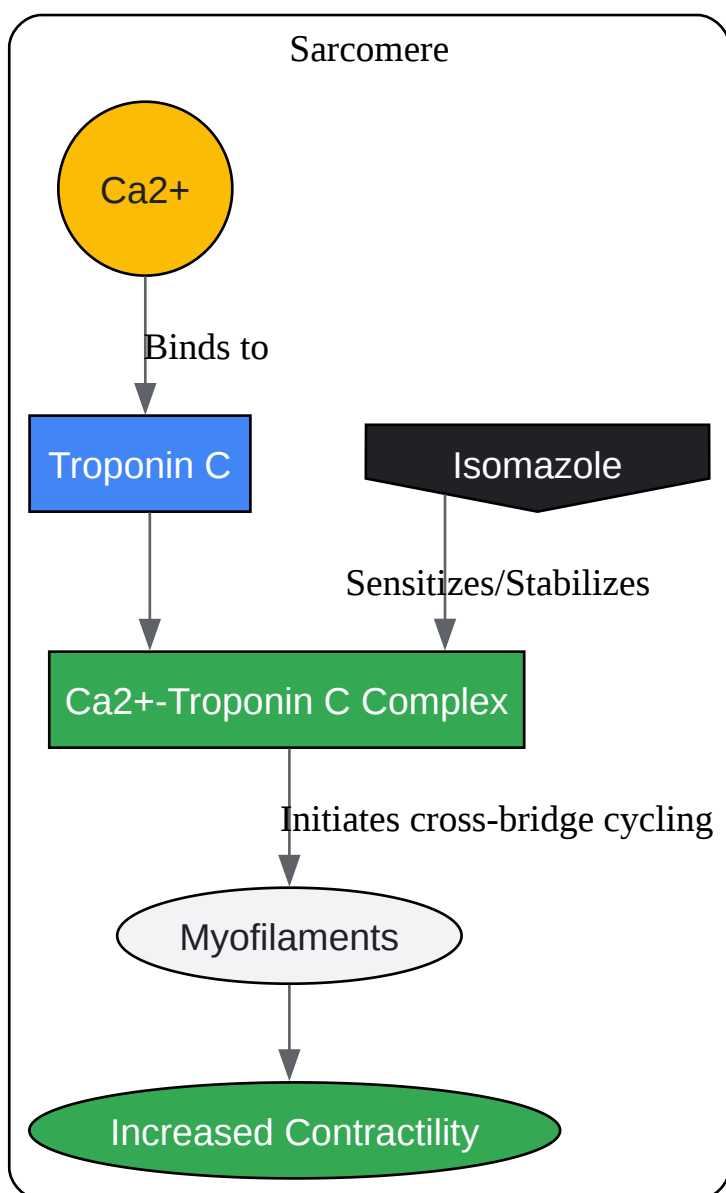 Sarcomere
Ca2+
Binds to
Troponin C
Isomazole
Sensitizes/Stabilizes
Ca2+-Troponin C Complex
Initiates cross-bridge cycling
Myofilaments
Increased Contractility